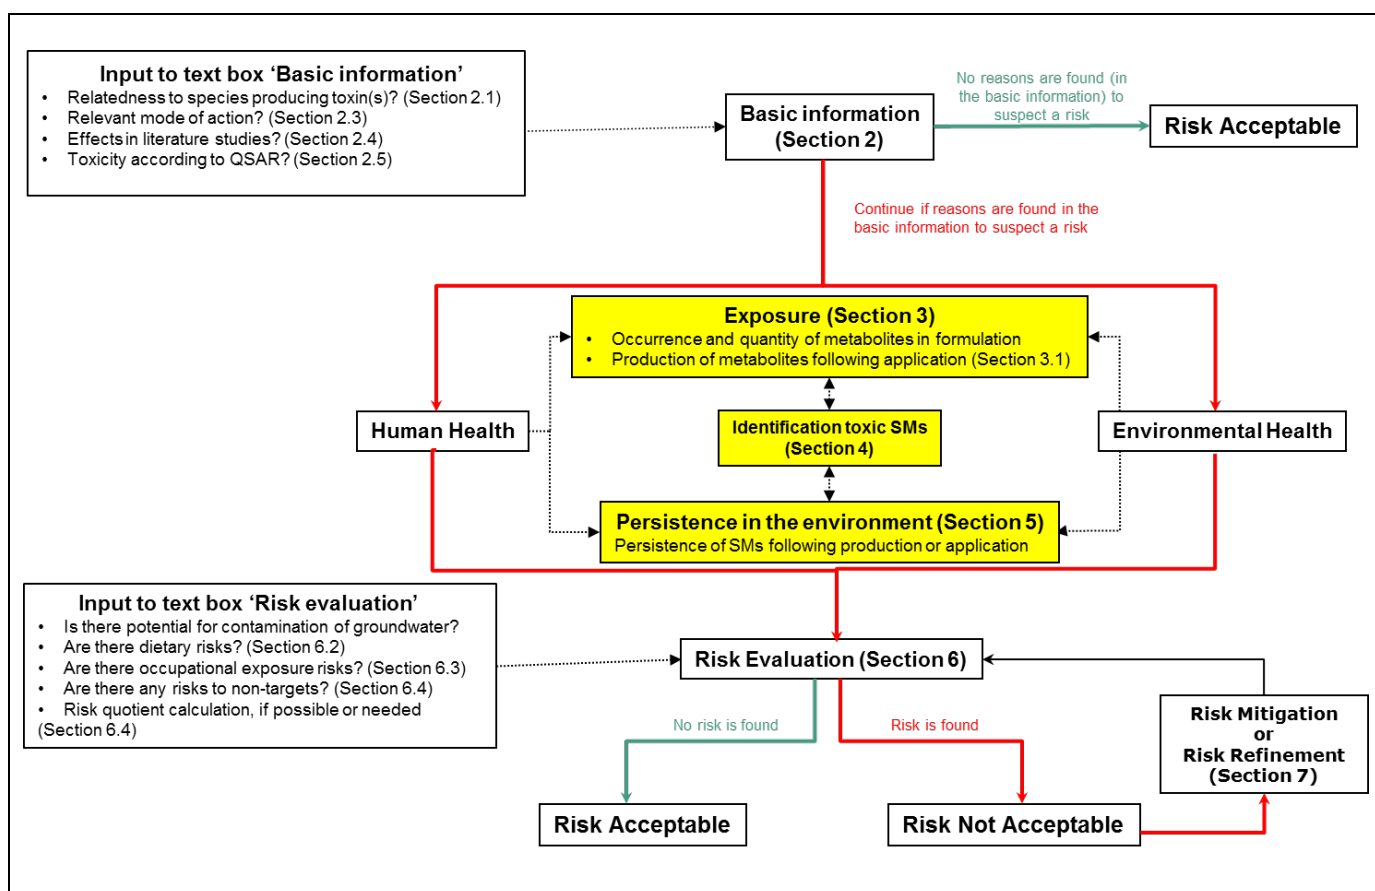 Input to text box ‘Basic information’
• Relatedness to species producing toxin(s)? (Section 2.1)
• Relevant mode of action? (Section 2.3)
• Effects in literature studies? (Section 2.4)
• Toxicity according to QSAR? (Section 2.5)
Basic information
(Section 2)
No reasons are found (in
the basic information) to
suspect a risk
Risk Acceptable
Continue if reasons are found in the
basic information to suspect a risk
Exposure (Section 3)
• Occurrence and quantity of metabolites in formulation
• Production of metabolites following application (Section 3.1)
Human Health
Identification toxic SMs
(Section 4)
Environmental Health
Persistence in the environment (Section 5)
Persistence of SMs following production or application
Input to text box ‘Risk evaluation’
• Is there potential for contamination of groundwater?
• Are there dietary risks? (Section 6.2)
• Are there occupational exposure risks? (Section 6.3)
• Are there any risks to non-targets? (Section 6.4)
• Risk quotient calculation, if possible or needed
(Section 6.4)
Risk Evaluation (Section 6)
No risk is found
Risk is found
Risk Mitigation
or
Risk Refinement
(Section 7)
Risk Acceptable
Risk Not Acceptable